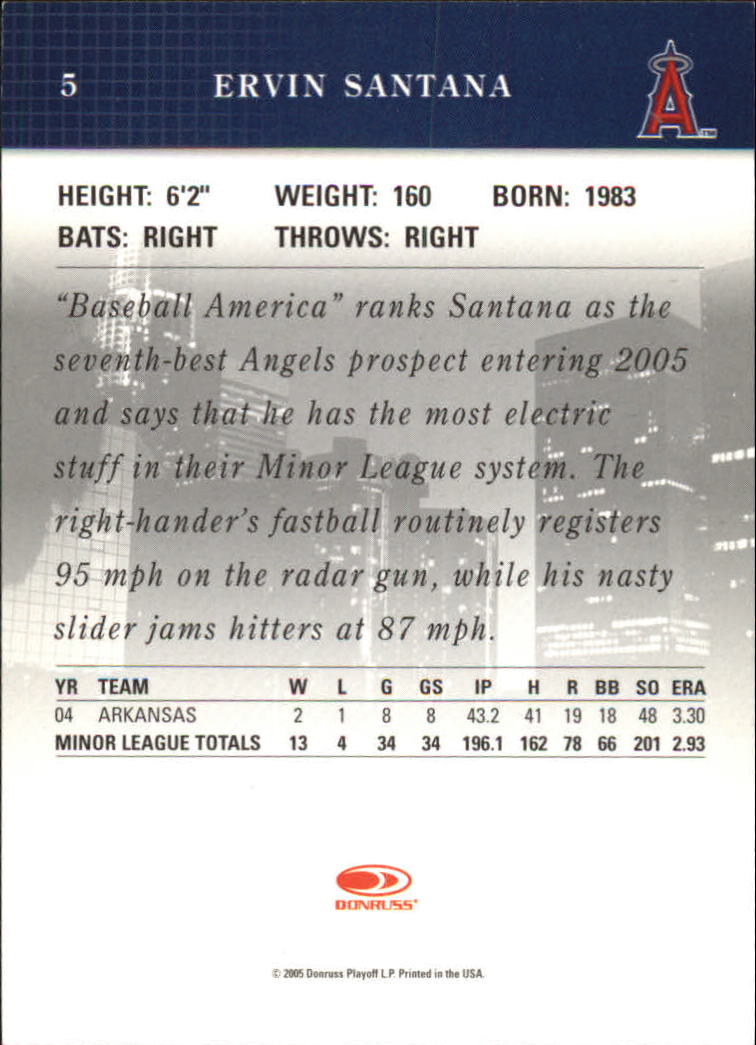 5 ERVIN SANTANA
A TM
HEIGHT: 6'2" WEIGHT: 160 BORN: 1983
BATS: RIGHT THROWS: RIGHT
“Baseball America” ranks Santana as the
seventh-best Angels prospect entering 2005
and says that he has the most electric
stuff in their Minor League system. The
right-hander’s fastball routinely registers
95 mph on the radar gun, while his nasty
slider jams hitters at 87 mph.
YR TEAM W L G GS IP H R BB SO ERA
04 ARKANSAS 2 1 8 8 43.2 41 19 18 48 3.30
MINOR LEAGUE TOTALS 13 4 34 34 196.1 162 78 66 201 2.93
DONRUSS
© 2005 Donruss Playoff L.P. Printed in the USA.